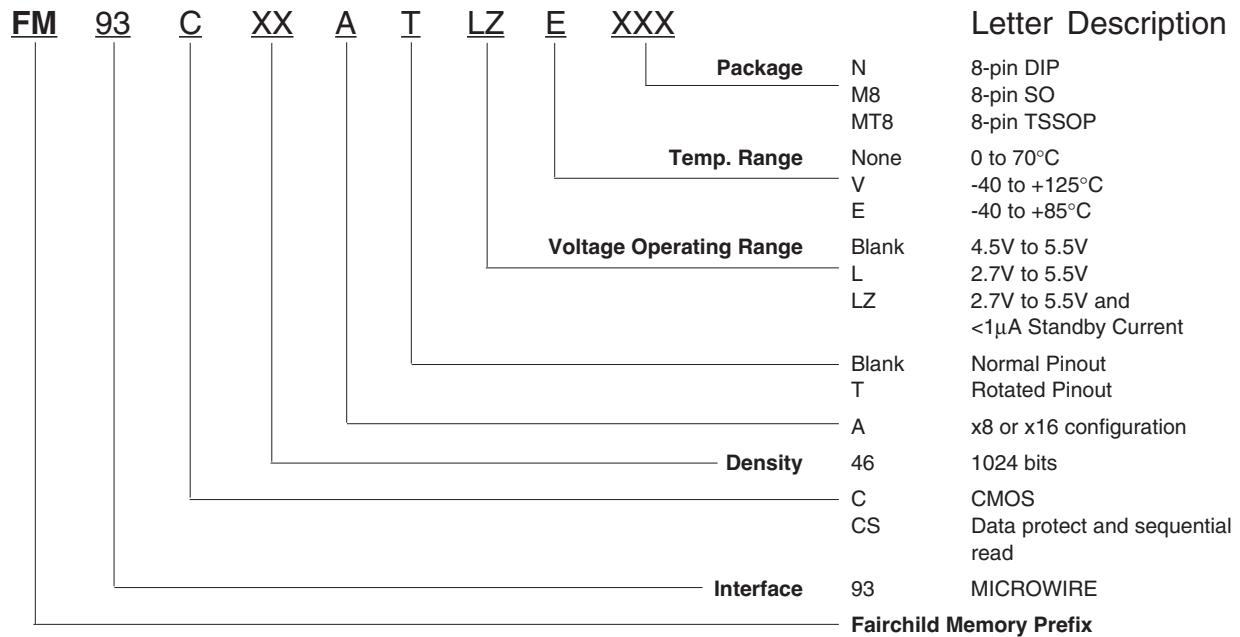 FM 93 C XX A T LZ E XXX Letter Description
Package N 8-pin DIP
M8 8-pin SO
MT8 8-pin TSSOP
Temp. Range None 0 to 70°C
V -40 to +125°C
E -40 to +85°C
Voltage Operating Range Blank 4.5V to 5.5V
L 2.7V to 5.5V
LZ 2.7V to 5.5V and
<1µA Standby Current
Blank Normal Pinout
T Rotated Pinout
A x8 or x16 configuration
Density 46 1024 bits
C CMOS
CS Data protect and sequential
read
Interface 93 MICROWIRE
Fairchild Memory Prefix